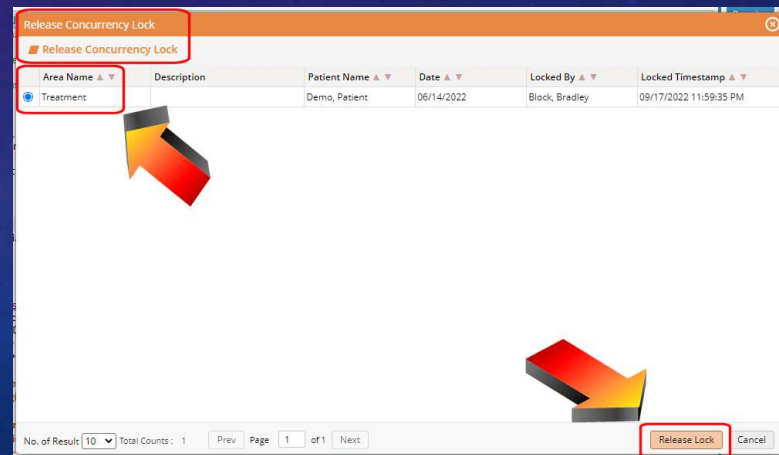 Release Concurrency Lock
Release Concurrency Lock
Area Name Description Patient Name Date Locked By Locked Timestamp
Treatment Demo, Patient 06/14/2022 Block, Bradley 09/17/2022 11:59:35 PM
No. of Result 10 Total Counts : 1 Prev Page 1 of 1 Next Release Lock Cancel